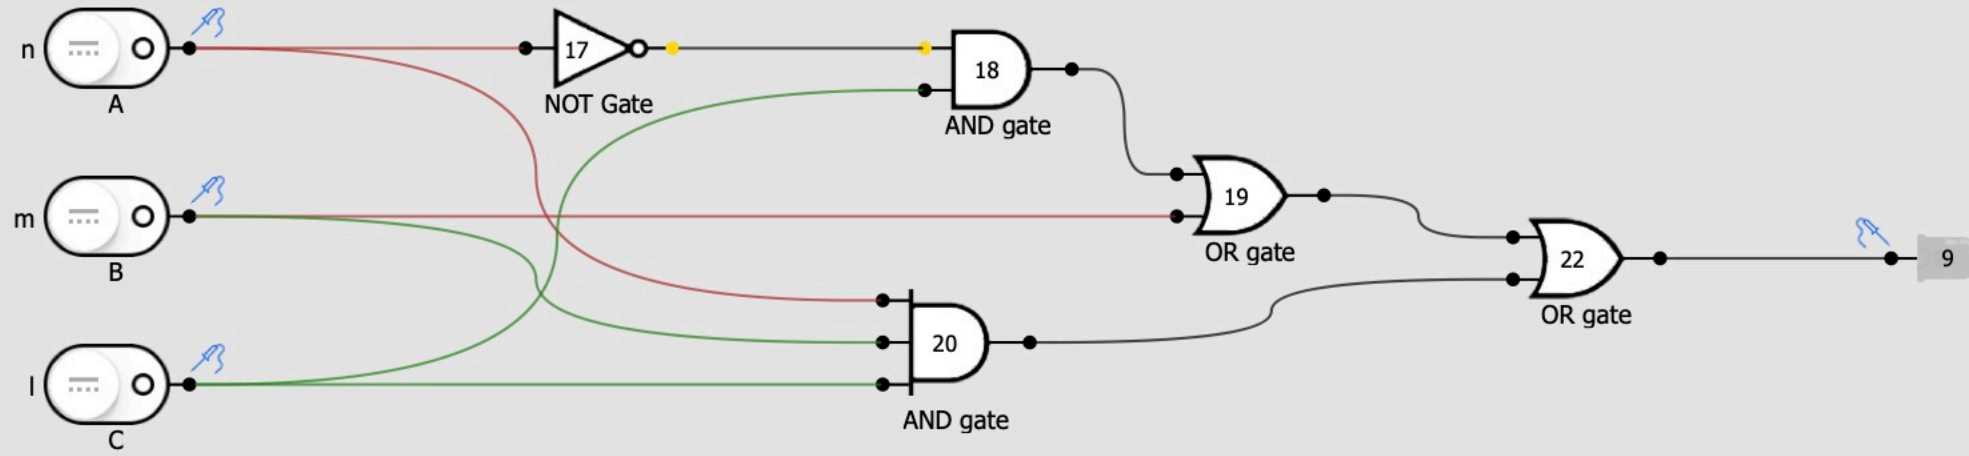 n
17
18
A
NOT Gate
AND gate
19
m
OR gate
22
9
B
OR gate
20
l
AND gate
C